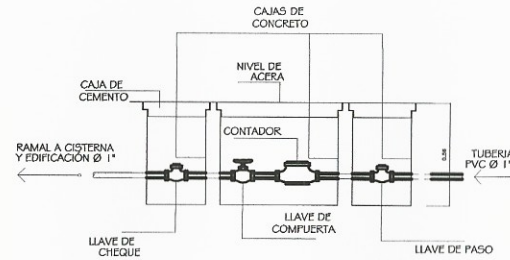 CAJAS DE
CONCRETO
NIVEL DE
ACERA
CAJA DE
CEMENTO
CONTADOR
RAMAL A CISTERNA
Y EDIFICACIÓN Ø 1"
TUBERIA
PVC Ø 1"
LLAVE DE
COMPUERTA
LLAVE DE
CHEQUE
LLAVE DE PASO